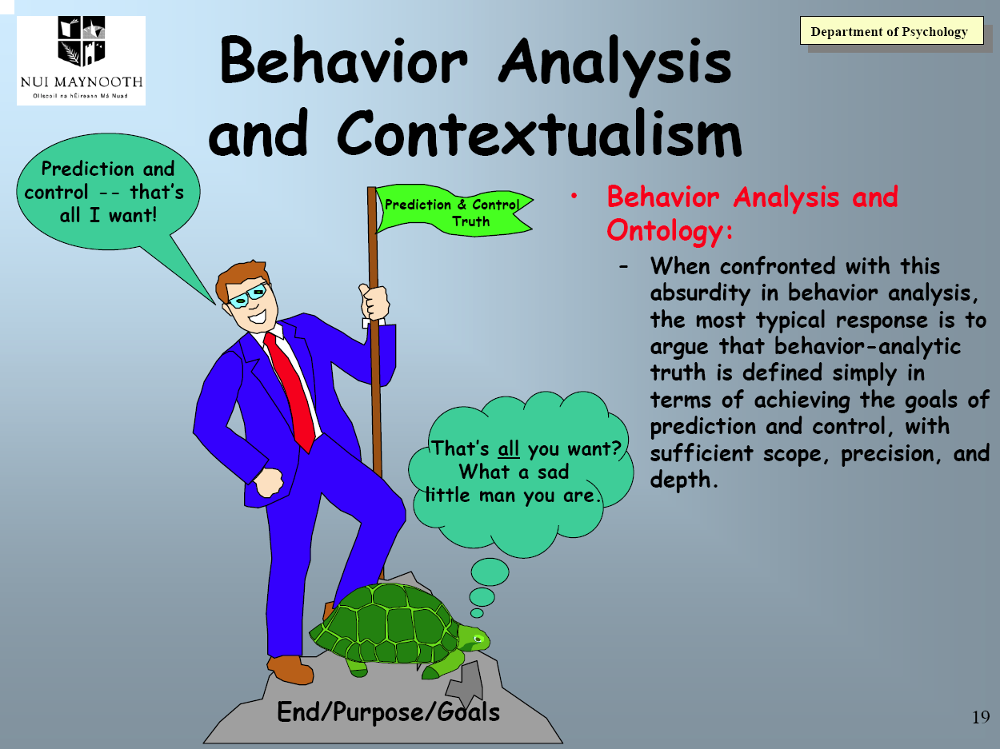 NUI MAYNOOTH
Ollscoil na hÉireann Má Nuad
Department of Psychology
Behavior Analysis
and Contextualism
Prediction and
control -- that's
all I want!
Prediction & Control
Truth
• Behavior Analysis and
Ontology:
– When confronted with this
absurdity in behavior analysis,
the most typical response is to
argue that behavior-analytic
truth is defined simply in
terms of achieving the goals of
prediction and control, with
sufficient scope, precision, and
depth.
That's all you want?
What a sad
little man you are.
End/Purpose/Goals
19